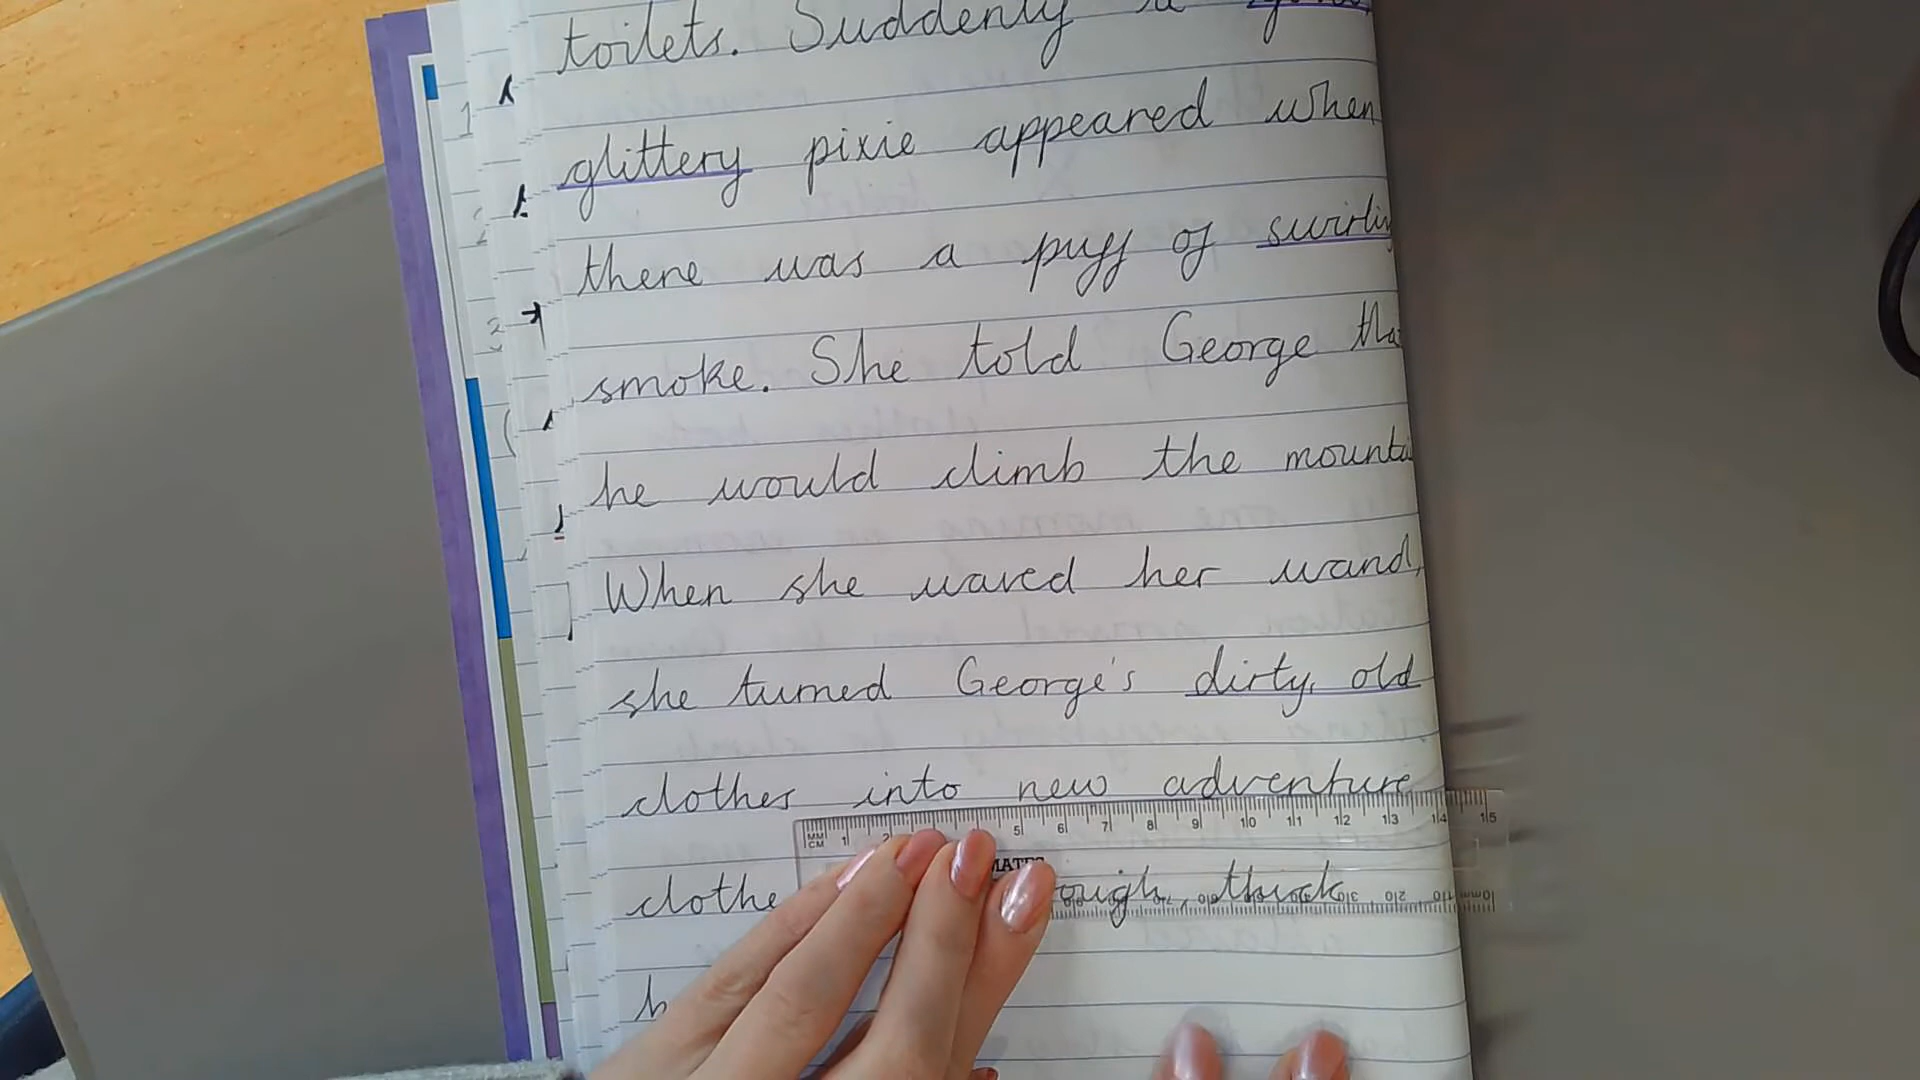 toilets. Suddenly a
glittery pixie appeared when
there was a puff of
smoke. She told George
he would climb the
When she waved her wand,
she turned George's dirty, old
clothes into new adventure
thick